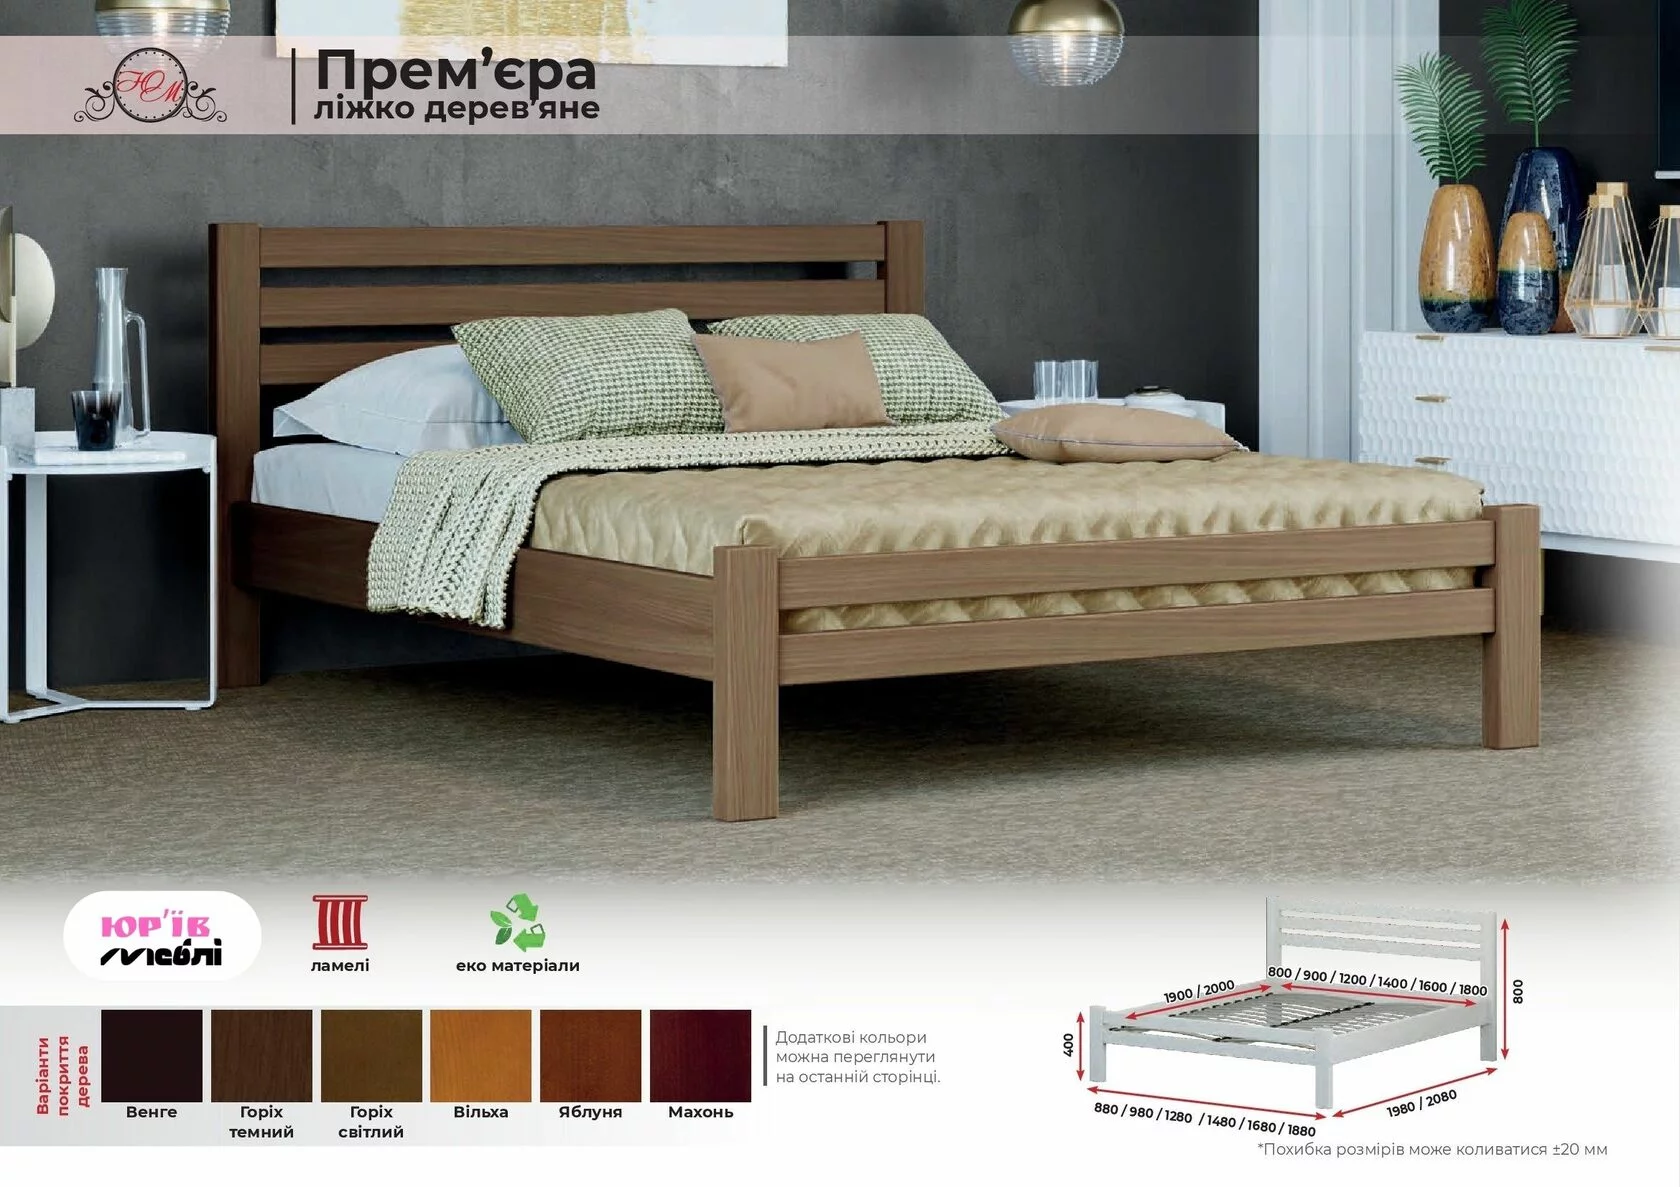 ЮМ
Прем’єра
ліжко дерев’яне
ЮР’ЇВ
меблі
ламелі
еко матеріали
Варіанти
покриття
дерева
Венге
Горіх
темний
Горіх
світлий
Вільха
Яблуня
Махонь
Додаткові кольори
можна переглянути
на останній сторінці.
1900 / 2000
800 / 900 / 1200 / 1400 / 1600 / 1800
800
400
880 / 980 / 1280 / 1480 / 1680 / 1880
1980 / 2080
*Похибка розмірів може коливатися ±20 мм